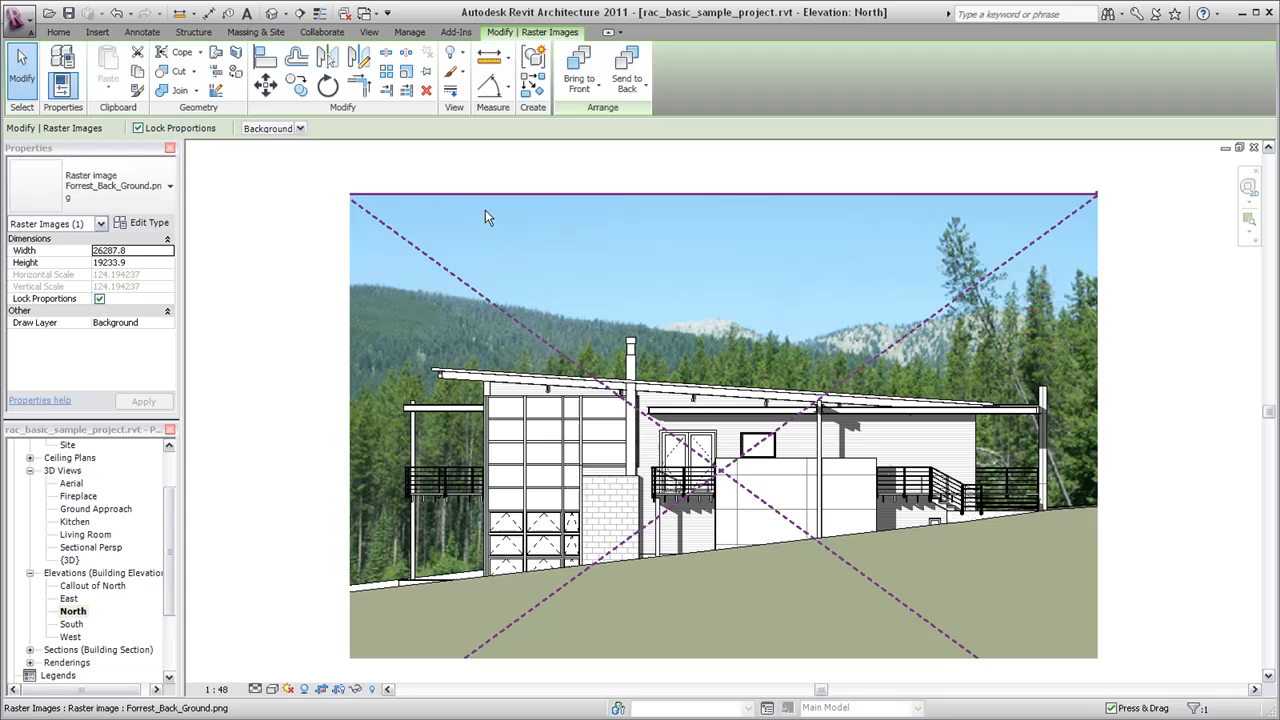 Autodesk Revit Architecture 2011 - [rac_basic_sample_project.rvt - Elevation: North]
Type a keyword or phrase
Home Insert Annotate Structure Massing & Site Collaborate View Manage Add-Ins Modify | Raster Images
Modify Paste Cope Cut Join Bring to Front Send to Back
Select Properties Clipboard Geometry Modify View Measure Create Arrange
Modify | Raster Images Lock Proportions Background
Properties
Raster image
Forrest_Back_Ground.pn
g
Raster Images (1) Edit Type
Dimensions
Width 26287.8
Height 19233.9
Horizontal Scale 124.194237
Vertical Scale 124.194237
Lock Proportions
Other
Draw Layer Background
Properties help Apply
rac_basic_sample_project.rvt - P...
Site
Ceiling Plans
3D Views
Aerial
Fireplace
Ground Approach
Kitchen
Living Room
Sectional Persp
{3D}
Elevations (Building Elevation
Callout of North
East
North
South
West
Sections (Building Section)
Renderings
Legends
1 : 48
Raster Images : Raster image : Forrest_Back_Ground.png Main Model Press & Drag :1